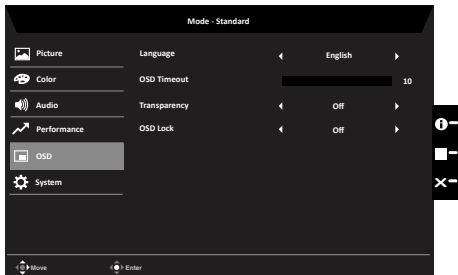 Mode - Standard
Picture
Language
English
Color
OSD Timeout
10
Audio
Transparency
Off
Performance
OSD Lock
Off
OSD
System
Move
Enter